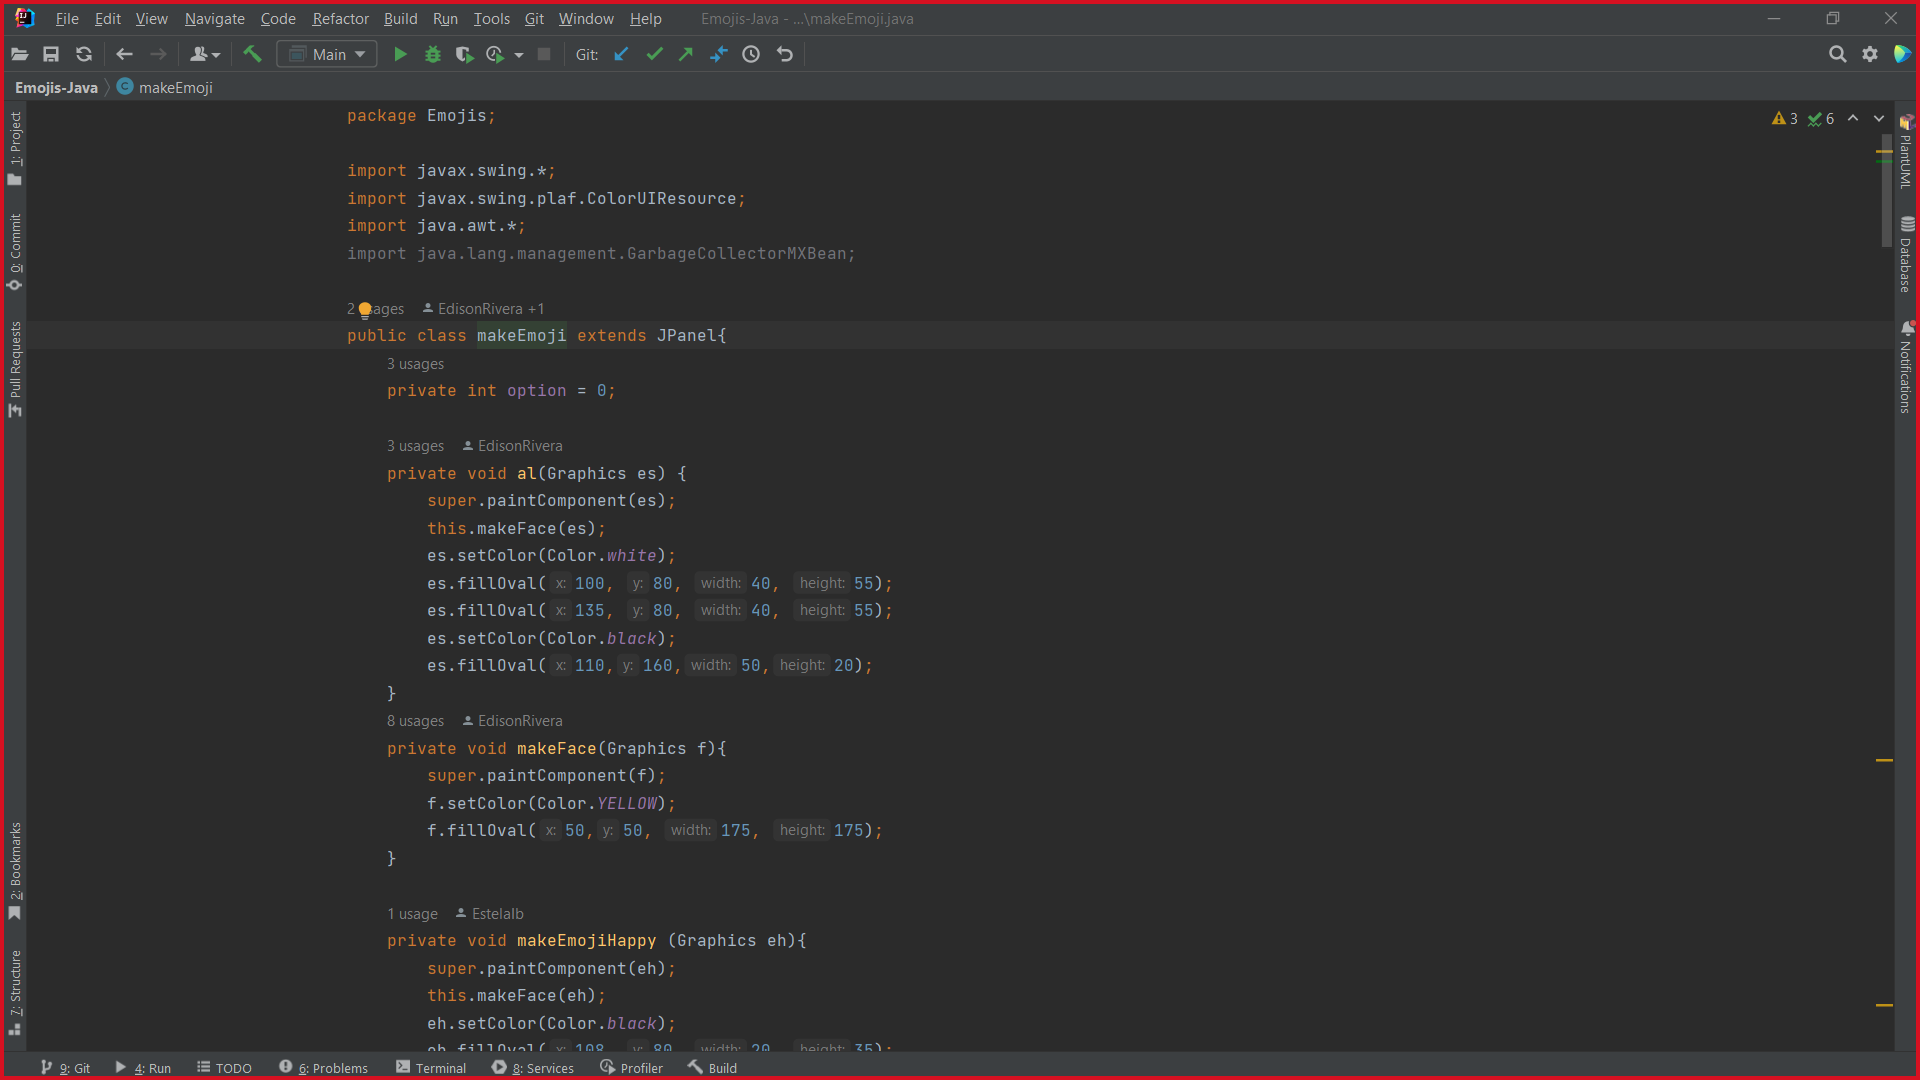 File Edit View Navigate Code Refactor Build Run Tools Git Window Help Emojis-Java - ...\makeEmoji.java
Main Git:
Emojis-Java makeEmoji
3 6
1: Project
0: Commit
Pull Requests
2: Bookmarks
7: Structure
package Emojis;
import javax.swing.*;
import javax.swing.plaf.ColorUIResource;
import java.awt.*;
import java.lang.management.GarbageCollectorMXBean;
2 EdisonRivera +1
public class makeEmoji extends JPanel{
3 usages
private int option = 0;
3 usages EdisonRivera
private void al(Graphics es) {
super.paintComponent(es);
this.makeFace(es);
es.setColor(Color.white);
es.fillOval( x: 100, y: 80, width: 40, height: 55);
es.fillOval( x: 135, y: 80, width: 40, height: 55);
es.setColor(Color.black);
es.fillOval( x: 110, y: 160, width: 50, height: 20);
}
8 usages EdisonRivera
private void makeFace(Graphics f){
super.paintComponent(f);
f.setColor(Color.YELLOW);
f.fillOval( x: 50, y: 50, width: 175, height: 175);
}
1 usage Estelalb
private void makeEmojiHappy (Graphics eh){
super.paintComponent(eh);
this.makeFace(eh);
eh.setColor(Color.black);
eh.fillOval( x: 108, y: 80, width: 20, height: 35);
PlantUML
Database
Notifications
9: Git 4: Run TODO 6: Problems Terminal 8: Services Profiler Build